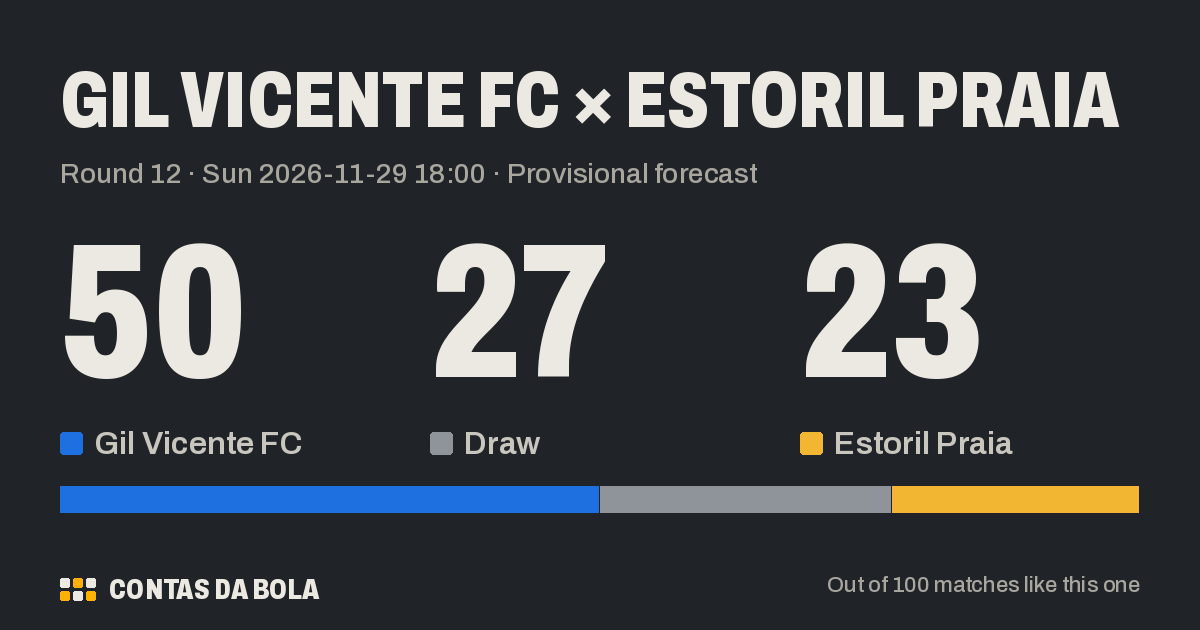 GIL VICENTE FC × ESTORIL PRAIA
Round 12 · Sun 2026-11-29 18:00 · Provisional forecast
50 27 23
Gil Vicente FC Draw Estoril Praia
CONTAS DA BOLA
Out of 100 matches like this one